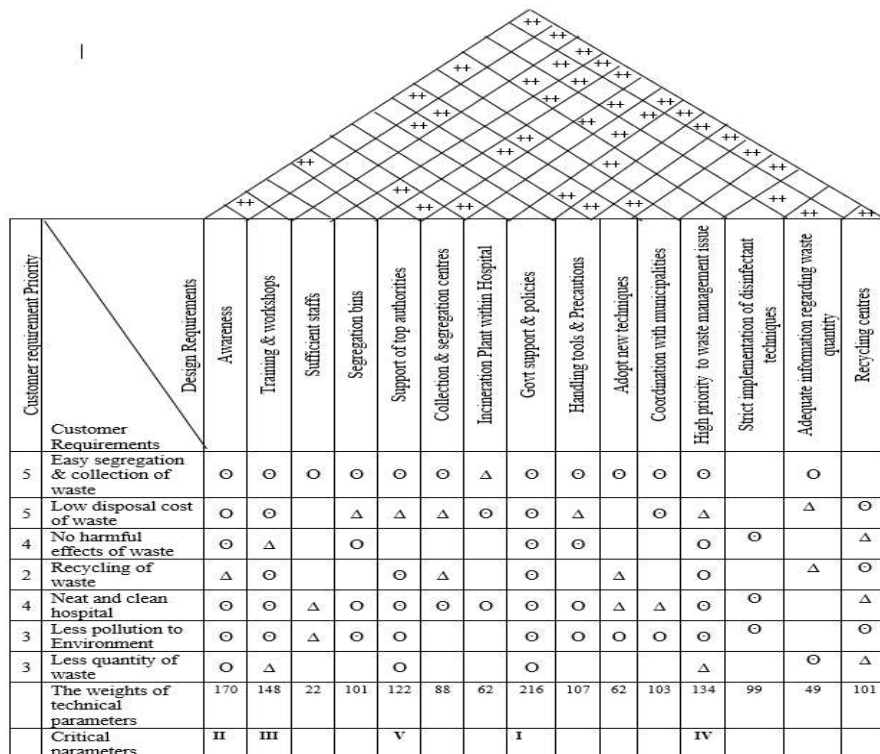 |
++
++
++
++ ++
++ ++
++ ++
++
++
++ ++
++
++ ++
++
++
++
++ ++
++ ++
++ ++
++
++
++
++ ++ ++ ++ ++
++ ++
Customer requirement Priority
Design Requirements
Customer
Requirements
Awareness
Training & workshops
Sufficient staffs
Segregation bins
Support of top authorities
Collection & segregation centres
Incineration Plant within Hospital
Govt support & policies
Handling tools & Precautions
Adopt new techniques
Coordination with municipalities
High priority to waste management issue
Strict implementation of disinfectant
techniques
Adequate information regarding waste
quantity
Recycling centres
5 Easy segregation
& collection of
waste
ʘ ʘ O ʘ ʘ ʘ Δ ʘ ʘ ʘ ʘ ʘ O
5 Low disposal cost
of waste
O ʘ Δ Δ Δ ʘ ʘ Δ ʘ Δ Δ ʘ
4 No harmful
effects of waste
ʘ Δ O ʘ ʘ O ʘ Δ
2 Recycling of
waste
Δ ʘ ʘ Δ ʘ Δ O Δ ʘ
4 Neat and clean
hospital
ʘ ʘ Δ O ʘ ʘ O ʘ O Δ Δ ʘ ʘ Δ
3 Less pollution to
Environment
ʘ ʘ Δ ʘ O ʘ O O O ʘ ʘ ʘ
3 Less quantity of
waste
O Δ O O Δ ʘ Δ
The weights of
technical
parameters
170 148 22 101 122 88 62 216 107 62 103 134 99 49 101
Critical
parameters
II III V I IV